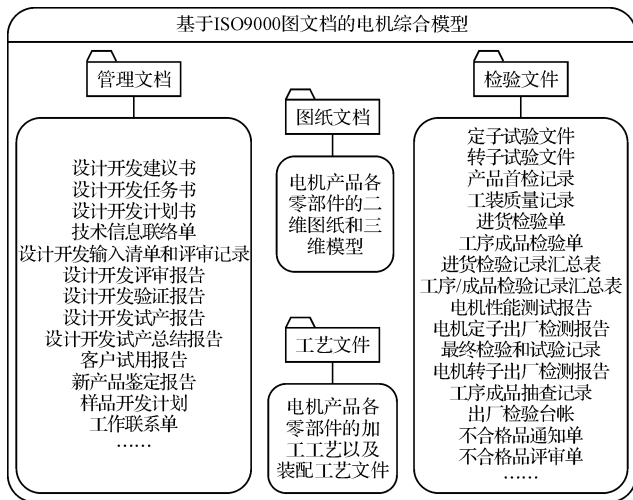 基于ISO9000图文档的电机综合模型
管理文档
设计开发建议书
设计开发任务书
设计开发计划书
技术信息联络单
设计开发输入清单和评审记录
设计开发评审报告
设计开发验证报告
设计开发试产报告
设计开发试产总结报告
客户试用报告
新产品鉴定报告
样品开发计划
工作联系单
……
图纸文档
电机产品各
零部件的二
维图纸和三
维模型
工艺文件
电机产品各
零部件的加
工工艺以及
装配工艺文件
检验文件
定子试验文件
转子试验文件
产品首检记录
工装质量记录
进货检验单
工序成品检验单
进货检验记录汇总表
工序/成品检验记录汇总表
电机性能测试报告
电机定子出厂检测报告
最终检验和试验记录
电机转子出厂检测报告
工序成品抽查记录
出厂检验台帐
不合格品通知单
不合格品评审单
……